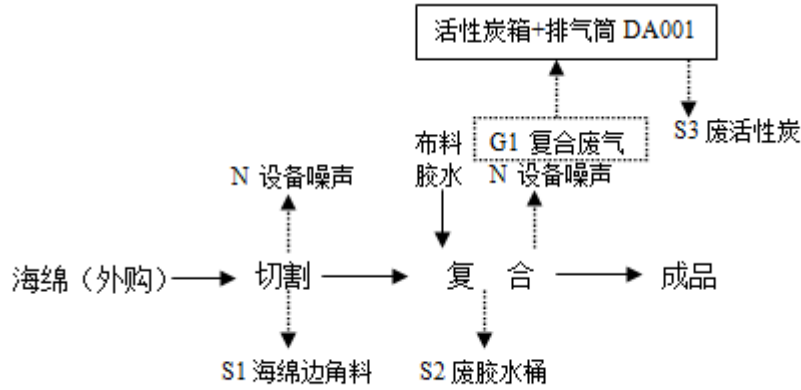 活性炭箱+排气筒 DA001
S3 废活性炭
布料
胶水
G1 复合废气
N 设备噪声
N 设备噪声
海绵（外购）
切割
复 合
成品
S1 海绵边角料
S2 废胶水桶